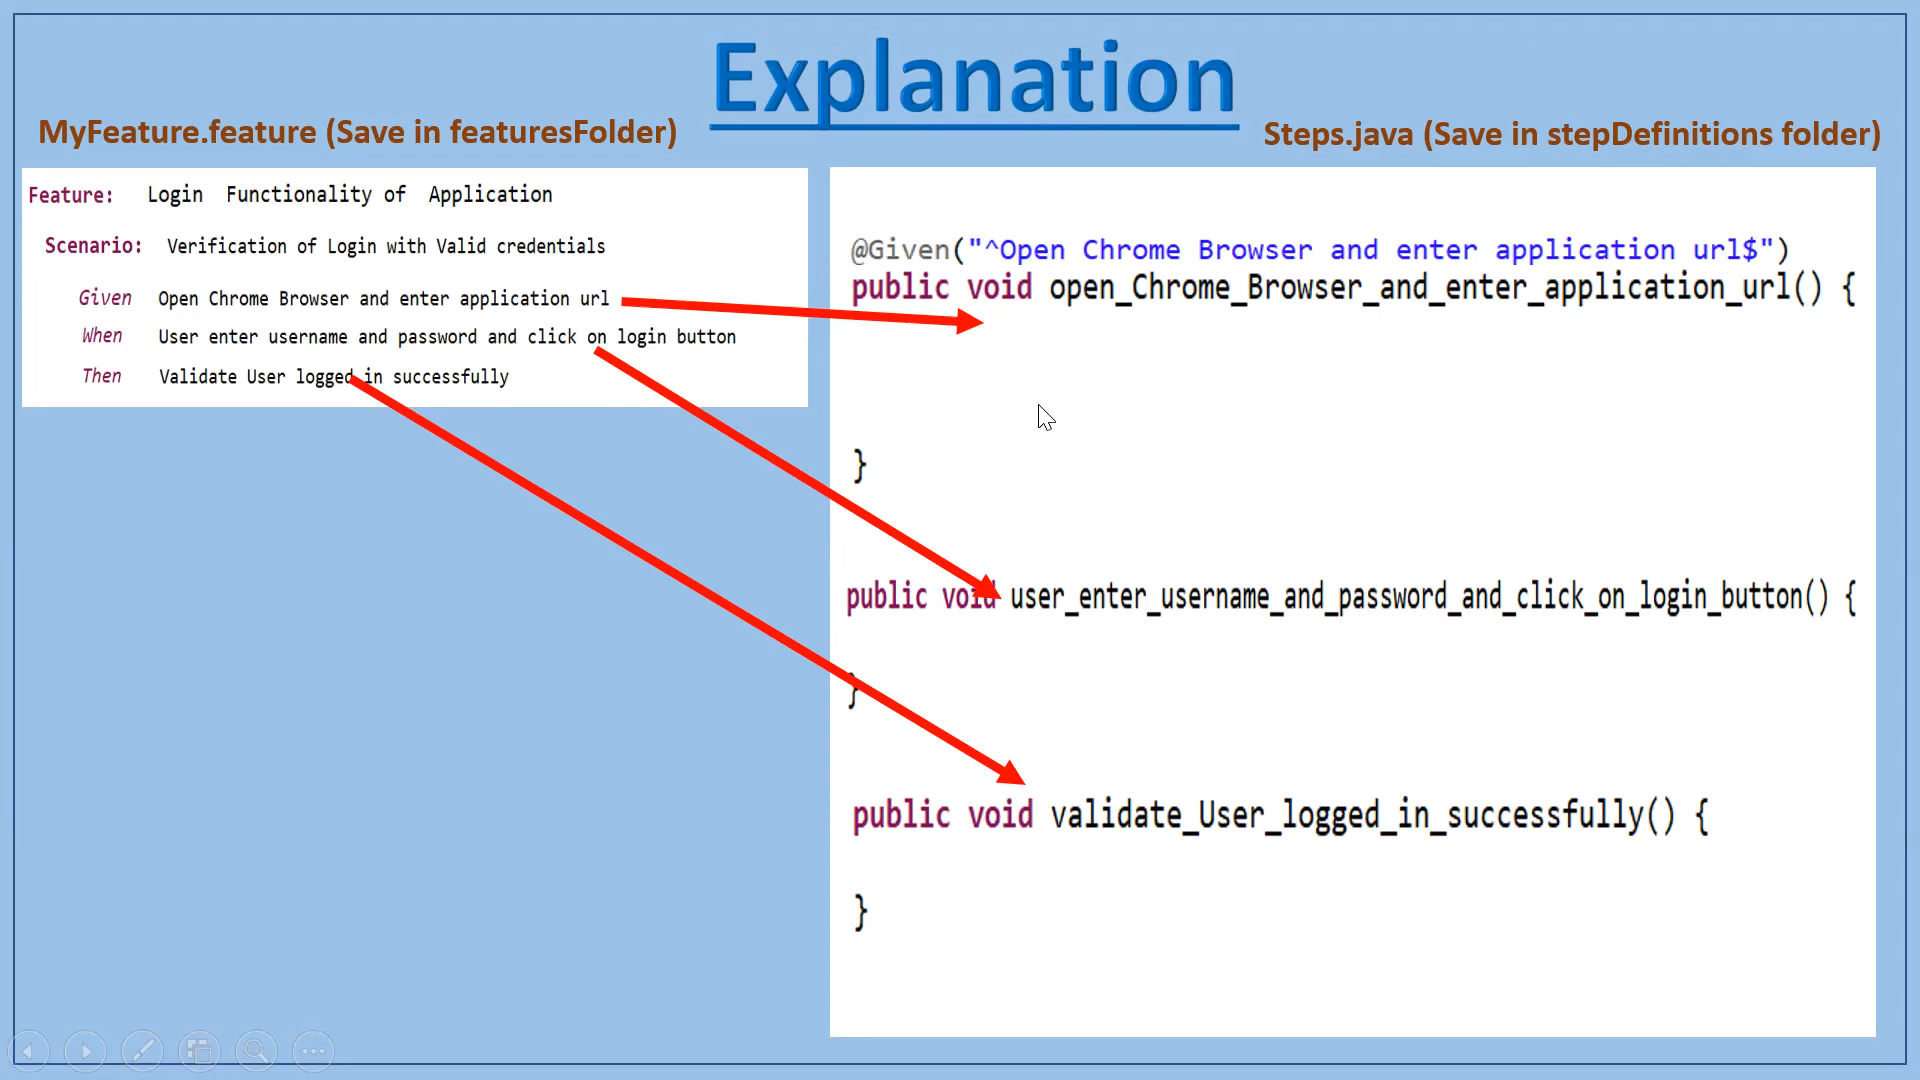 Explanation
MyFeature.feature (Save in featuresFolder)
Steps.java (Save in stepDefinitions folder)
Feature: Login Functionality of Application
Scenario: Verification of Login with Valid credentials
Given Open Chrome Browser and enter application url
When User enter username and password and click on login button
Then Validate User logged in successfully
@Given("^Open Chrome Browser and enter application url$")
public void open_Chrome_Browser_and_enter_application_url() {
}
public void user_enter_username_and_password_and_click_on_login_button() {
}
public void validate_User_logged_in_successfully() {
}